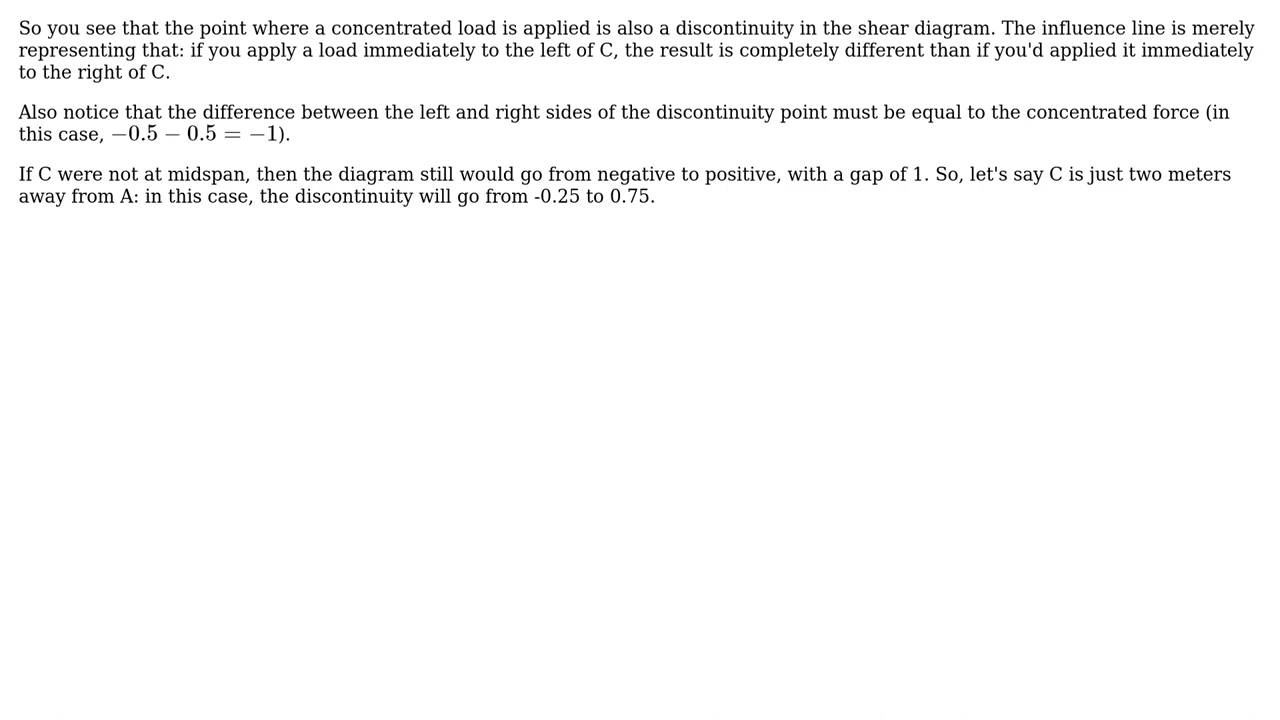 So you see that the point where a concentrated load is applied is also a discontinuity in the shear diagram. The influence line is merely
representing that: if you apply a load immediately to the left of C, the result is completely different than if you'd applied it immediately
to the right of C.
Also notice that the difference between the left and right sides of the discontinuity point must be equal to the concentrated force (in
this case, −0.5 − 0.5 = −1).
If C were not at midspan, then the diagram still would go from negative to positive, with a gap of 1. So, let's say C is just two meters
away from A: in this case, the discontinuity will go from -0.25 to 0.75.